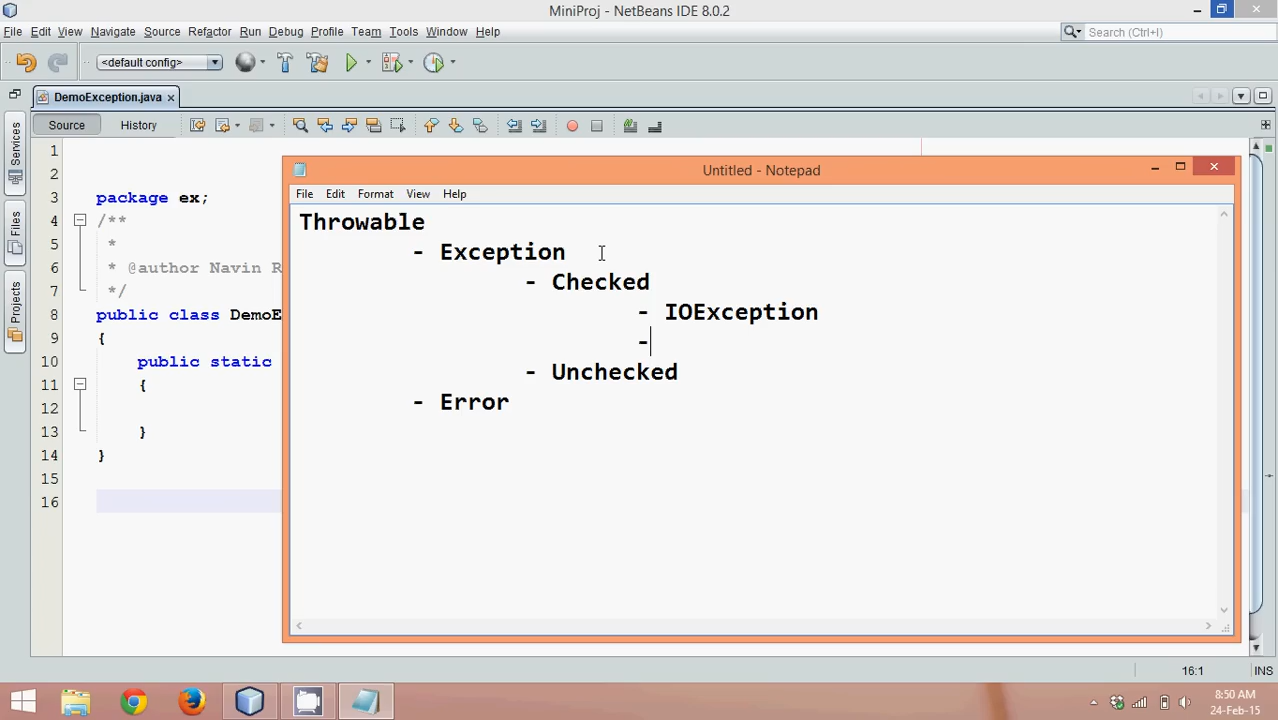 MiniProj - NetBeans IDE 8.0.2
File Edit View Navigate Source Refactor Run Debug Profile Team Tools Window Help
Search (Ctrl+I)
<default config>
DemoException.java
Source History
Services
Files
Projects
1
2
3 package ex;
4 /**
5 *
6 * @author Navin R
7 */
8 public class DemoE
9 {
10 public static
11 {
12
13 }
14 }
15
16
Untitled - Notepad
File Edit Format View Help
Throwable
- Exception
- Checked
- IOException
-
- Unchecked
- Error
16:1 INS
8:50 AM
24-Feb-15